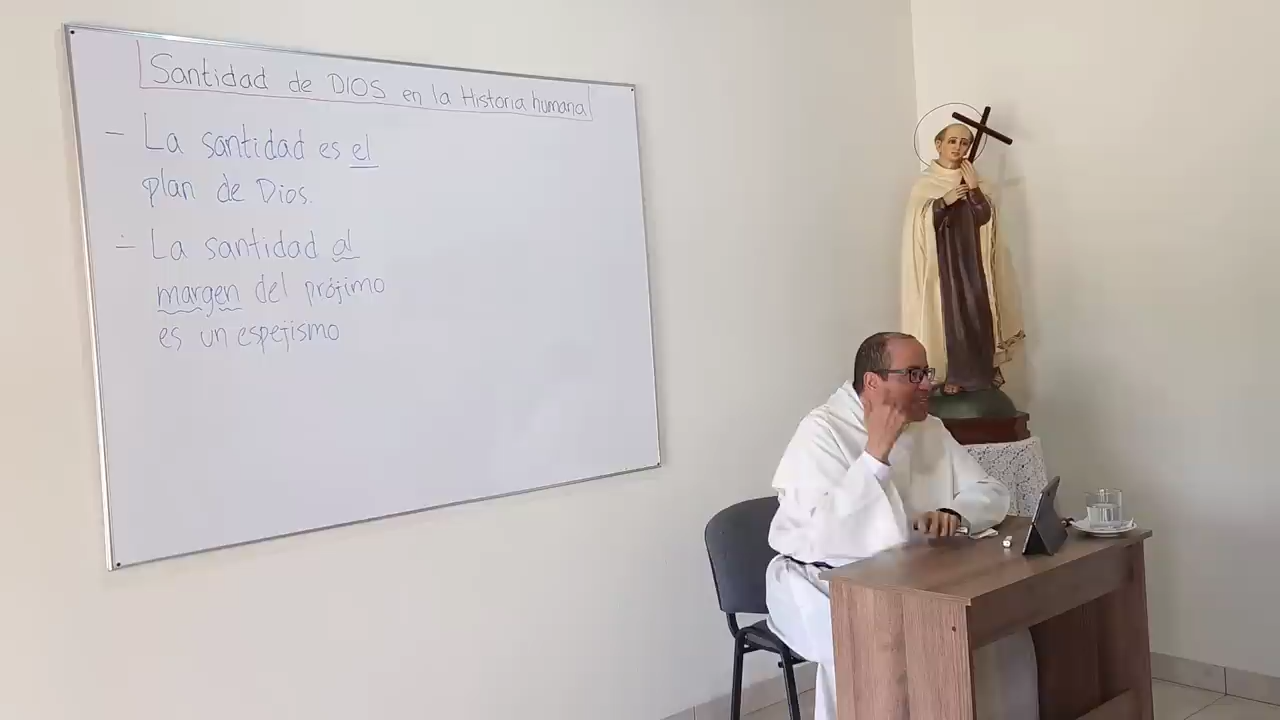 Santidad de DIOS en la Historia humana
- La santidad es el
plan de Dios.
- La santidad al
margen del prójimo
es un espejismo